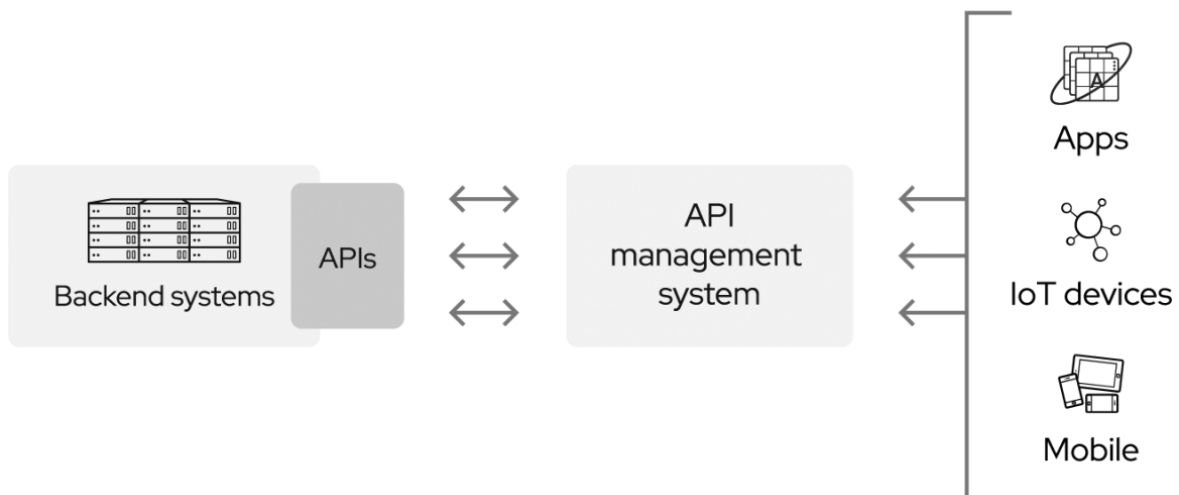 Backend systems
APIs
API
management
system
A
Apps
IoT devices
Mobile